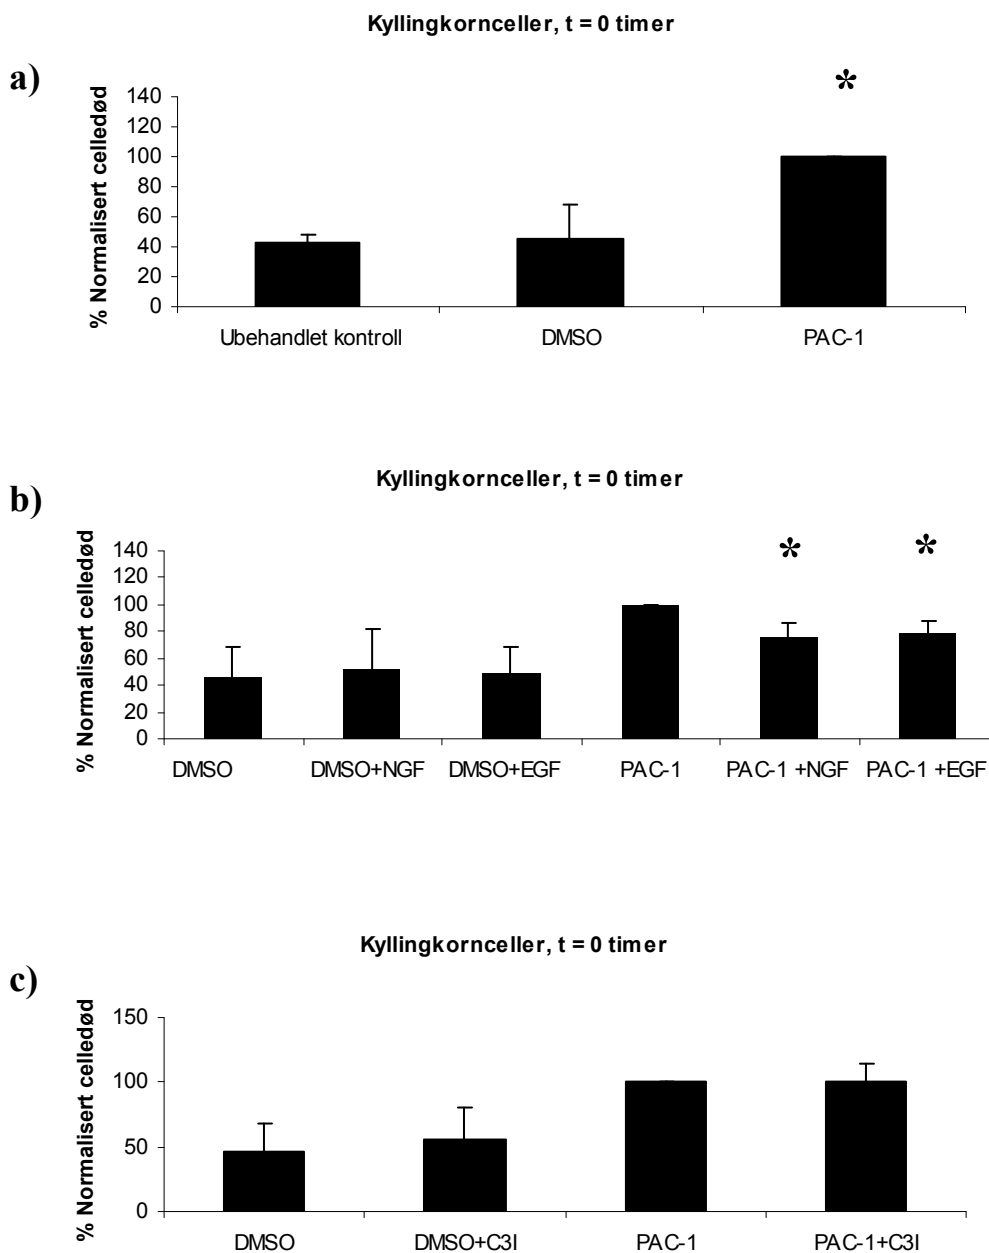 Kyllingkornceller, t = 0 timer
a)
% Normalisert celledød
140
120
100
80
60
40
20
0
*
Ubehandlet kontroll DMSO PAC-1
Kyllingkornceller, t = 0 timer
b)
% Normalisert celledød
140
120
100
80
60
40
20
0
* *
DMSO DMSO+NGF DMSO+EGF PAC-1 PAC-1 +NGF PAC-1 +EGF
Kyllingkornceller, t = 0 timer
c)
% Normalisert celledød
150
100
50
0
DMSO DMSO+C3I PAC-1 PAC-1+C3I